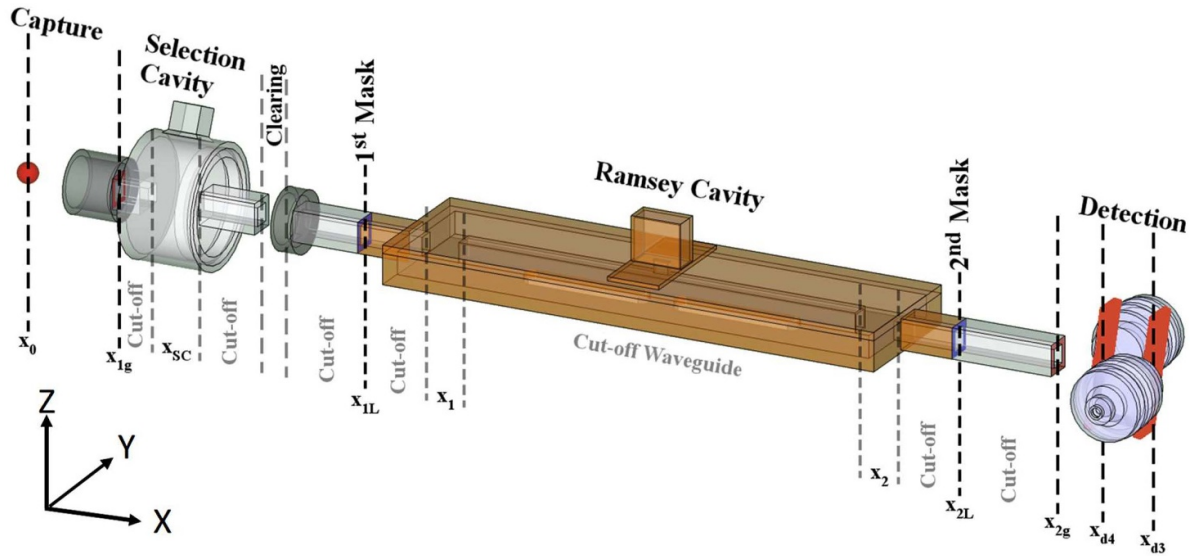 Capture
Selection
Cavity
Clearing
1st Mask
Ramsey Cavity
2nd Mask
Detection
x0
x1g
Cut-off
xSC
Cut-off
Cut-off
x1L
Cut-off
x1
Cut-off Waveguide
x2
Cut-off
x2L
Cut-off
x2g
xd4
xd3
Z
Y
X